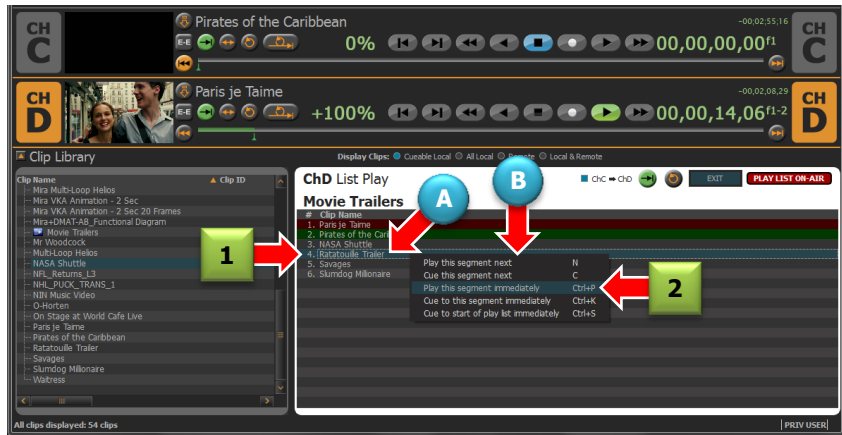 CH C
Pirates of the Caribbean
-00;02;55;16
E-E
0%
00,00,00,00f1
CH C
CH D
Paris je Taime
-00;02;08,29
E-E
+100%
00,00,14,06f1-2
CH D
Clip Library
Display Clips: Cueable Local All Local Remote Local & Remote
Clip Name Clip ID
Mira Multi-Loop Helios
Mira VKA Animation - 2 Sec
Mira VKA Animation - 2 Sec 20 Frames
Mira+DMAT-AB_Functional Diagram
Movie Trailers
Mr Woodcock
Multi-Loop Helios
NASA Shuttle
NFL_Returns_L3
NHL_PUCK_TRANS_1
NIN Music Video
O-Horten
On Stage at World Cafe Live
Paris je Taime
Pirates of the Caribbean
Ratatouille Trailer
Savages
Slumdog Millionaire
Waitress
ChD List Play
ChC ChD
EXIT
PLAY LIST ON-AIR
Movie Trailers
# Clip Name
1. Paris je Taime
2. Pirates of the Cari
3. NASA Shuttle
4. Ratatouille Trailer
5. Savages
6. Slumdog Millionaire
Play this segment next N
Cue this segment next C
Play this segment immediately Ctrl+P
Cue to this segment immediately Ctrl+K
Cue to start of play list immediately Ctrl+S
A
B
1
2
All clips displayed: 54 clips
PRIV USER